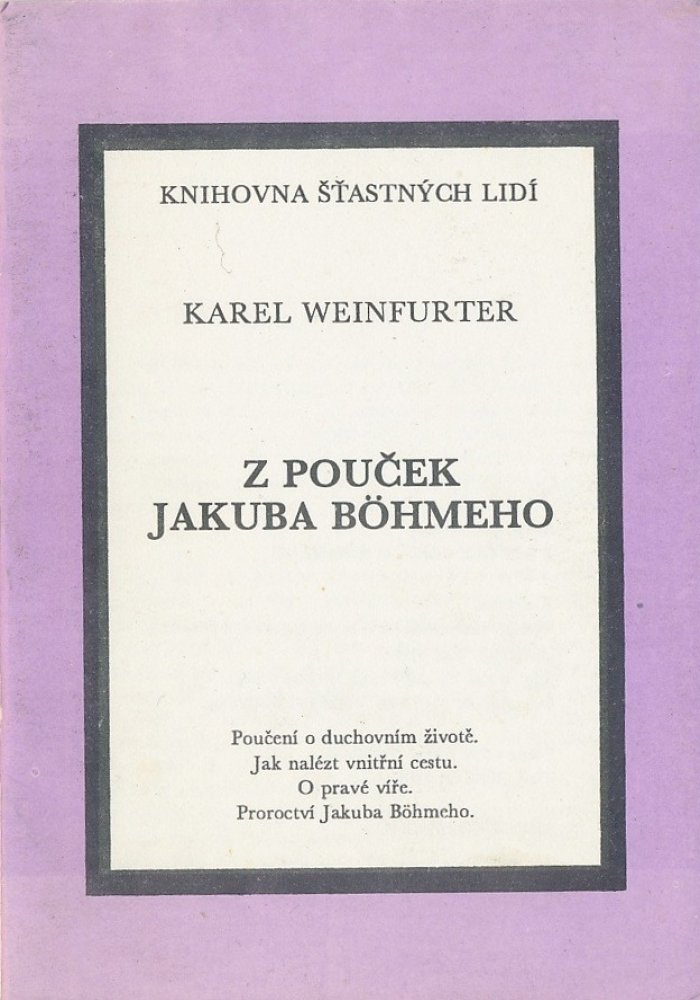 KNIHOVNA ŠŤASTNÝCH LIDÍ
KAREL WEINFURTER
Z POUČEK
JAKUBA BÖHMEHO
Poučení o duchovním životě.
Jak nalézt vnitřní cestu.
O pravé víře.
Proroctví Jakuba Böhmeho.